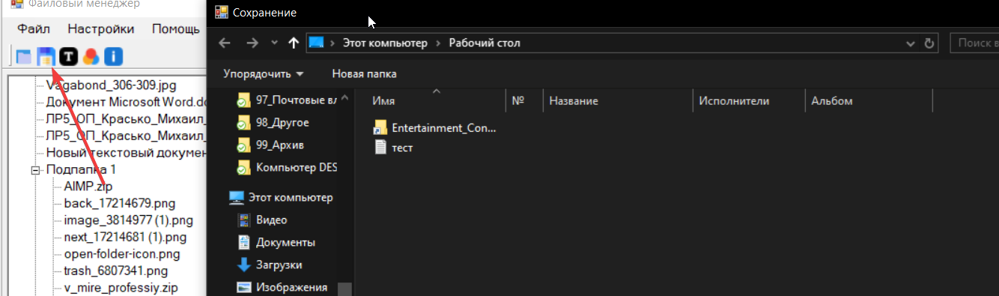 Файловый менеджер
Файл Настройки Помощь
T i
Vagabond_306-309.jpg
Документ Microsoft Word.do
ЛР5_ОП_Красько_Михаил_
ЛР5_ОП_Красько_Михаил_
Новый текстовый докумен
Подпапка 1
AIMP.zip
back_17214679.png
image_3814977 (1).png
next_17214681 (1).png
open-folder-icon.png
trash_6807341.png
v_mire_professiy.zip
Сохранение
Этот компьютер Рабочий стол
Поиск в
Упорядочить Новая папка
97_Почтовые вл
98_Другое
99_Архив
Компьютер DES
Этот компьютер
Видео
Документы
Загрузки
Изображения
Имя № Название Исполнители Альбом
Entertainment_Con...
тест